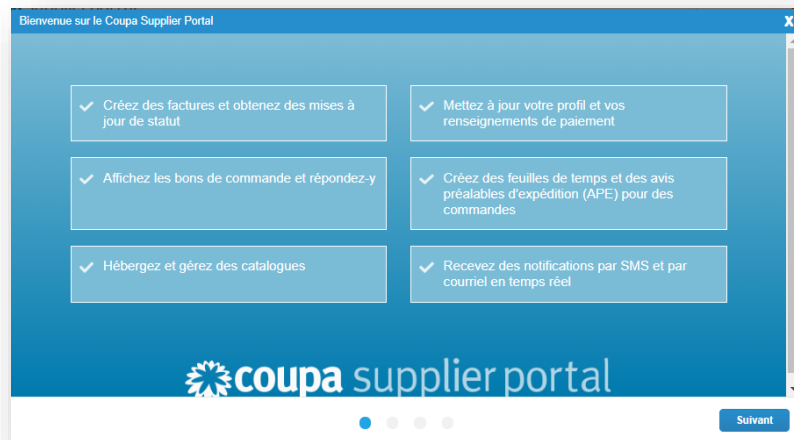 Bienvenue sur le Coupa Supplier Portal
X
Créez des factures et obtenez des mises à
jour de statut
Mettez à jour votre profil et vos
renseignements de paiement
Affichez les bons de commande et répondez-y
Créez des feuilles de temps et des avis
préalables d'expédition (APE) pour des
commandes
Hébergez et gérez des catalogues
Recevez des notifications par SMS et par
courriel en temps réel
coupa supplier portal
Suivant